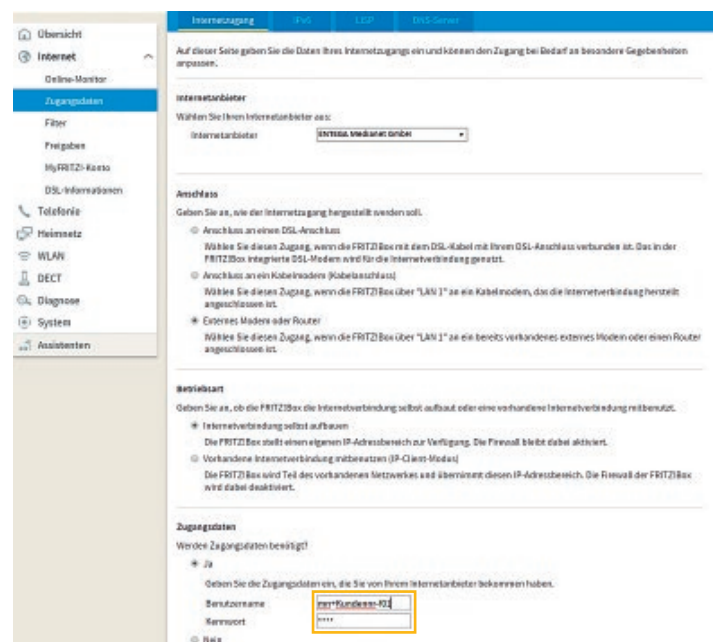 Internetzugang IPv6 LISP DNS-Server
Übersicht
Internet
Online-Monitor
Zugangsdaten
Filter
Freigaben
MyFRITZ!-Konto
DSL-Informationen
Telefonie
Heimnetz
WLAN
DECT
Diagnose
System
Assistenten
Auf dieser Seite geben Sie die Daten Ihres Internetzugangs ein und können den Zugang bei Bedarf an besondere Gegebenheiten
anpassen.
Internetanbieter
Wählen Sie Ihren Internetanbieter aus:
Internetanbieter ENTEGA Medianet GmbH
Anschluss
Geben Sie an, wie der Internetzugang hergestellt werden soll.
Anschluss an einen DSL-Anschluss
Wählen Sie diesen Zugang, wenn die FRITZ!Box mit dem DSL-Kabel mit Ihrem DSL-Anschluss verbunden ist. Das in der
FRITZ!Box integrierte DSL-Modem wird für die Internetverbindung genutzt.
Anschluss an ein Kabelmodem (Kabelanschluss)
Wählen Sie diesen Zugang, wenn die FRITZ!Box über "LAN 1" an ein Kabelmodem, das die Internetverbindung herstellt
angeschlossen ist.
Externes Modem oder Router
Wählen Sie diesen Zugang, wenn die FRITZ!Box über "LAN 1" an ein bereits vorhandenes externes Modem oder einen Router
angeschlossen ist.
Betriebsart
Geben Sie an, ob die FRITZ!Box die Internetverbindung selbst aufbaut oder eine vorhandene Internetverbindung mitbenutzt.
Internetverbindung selbst aufbauen
Die FRITZ!Box stellt einen eigenen IP-Adressbereich zur Verfügung. Die Firewall bleibt dabei aktiviert.
Vorhandene Internetverbindung mitbenutzen (IP-Client-Modus)
Die FRITZ!Box wird Teil des vorhandenen Netzwerkes und übernimmt diesen IP-Adressbereich. Die Firewall der FRITZ!Box
wird dabei deaktiviert.
Zugangsdaten
Werden Zugangsdaten benötigt?
Ja
Geben Sie die Zugangsdaten ein, die Sie von Ihrem Internetanbieter bekommen haben.
Benutzername
Kennwort ****
Nein